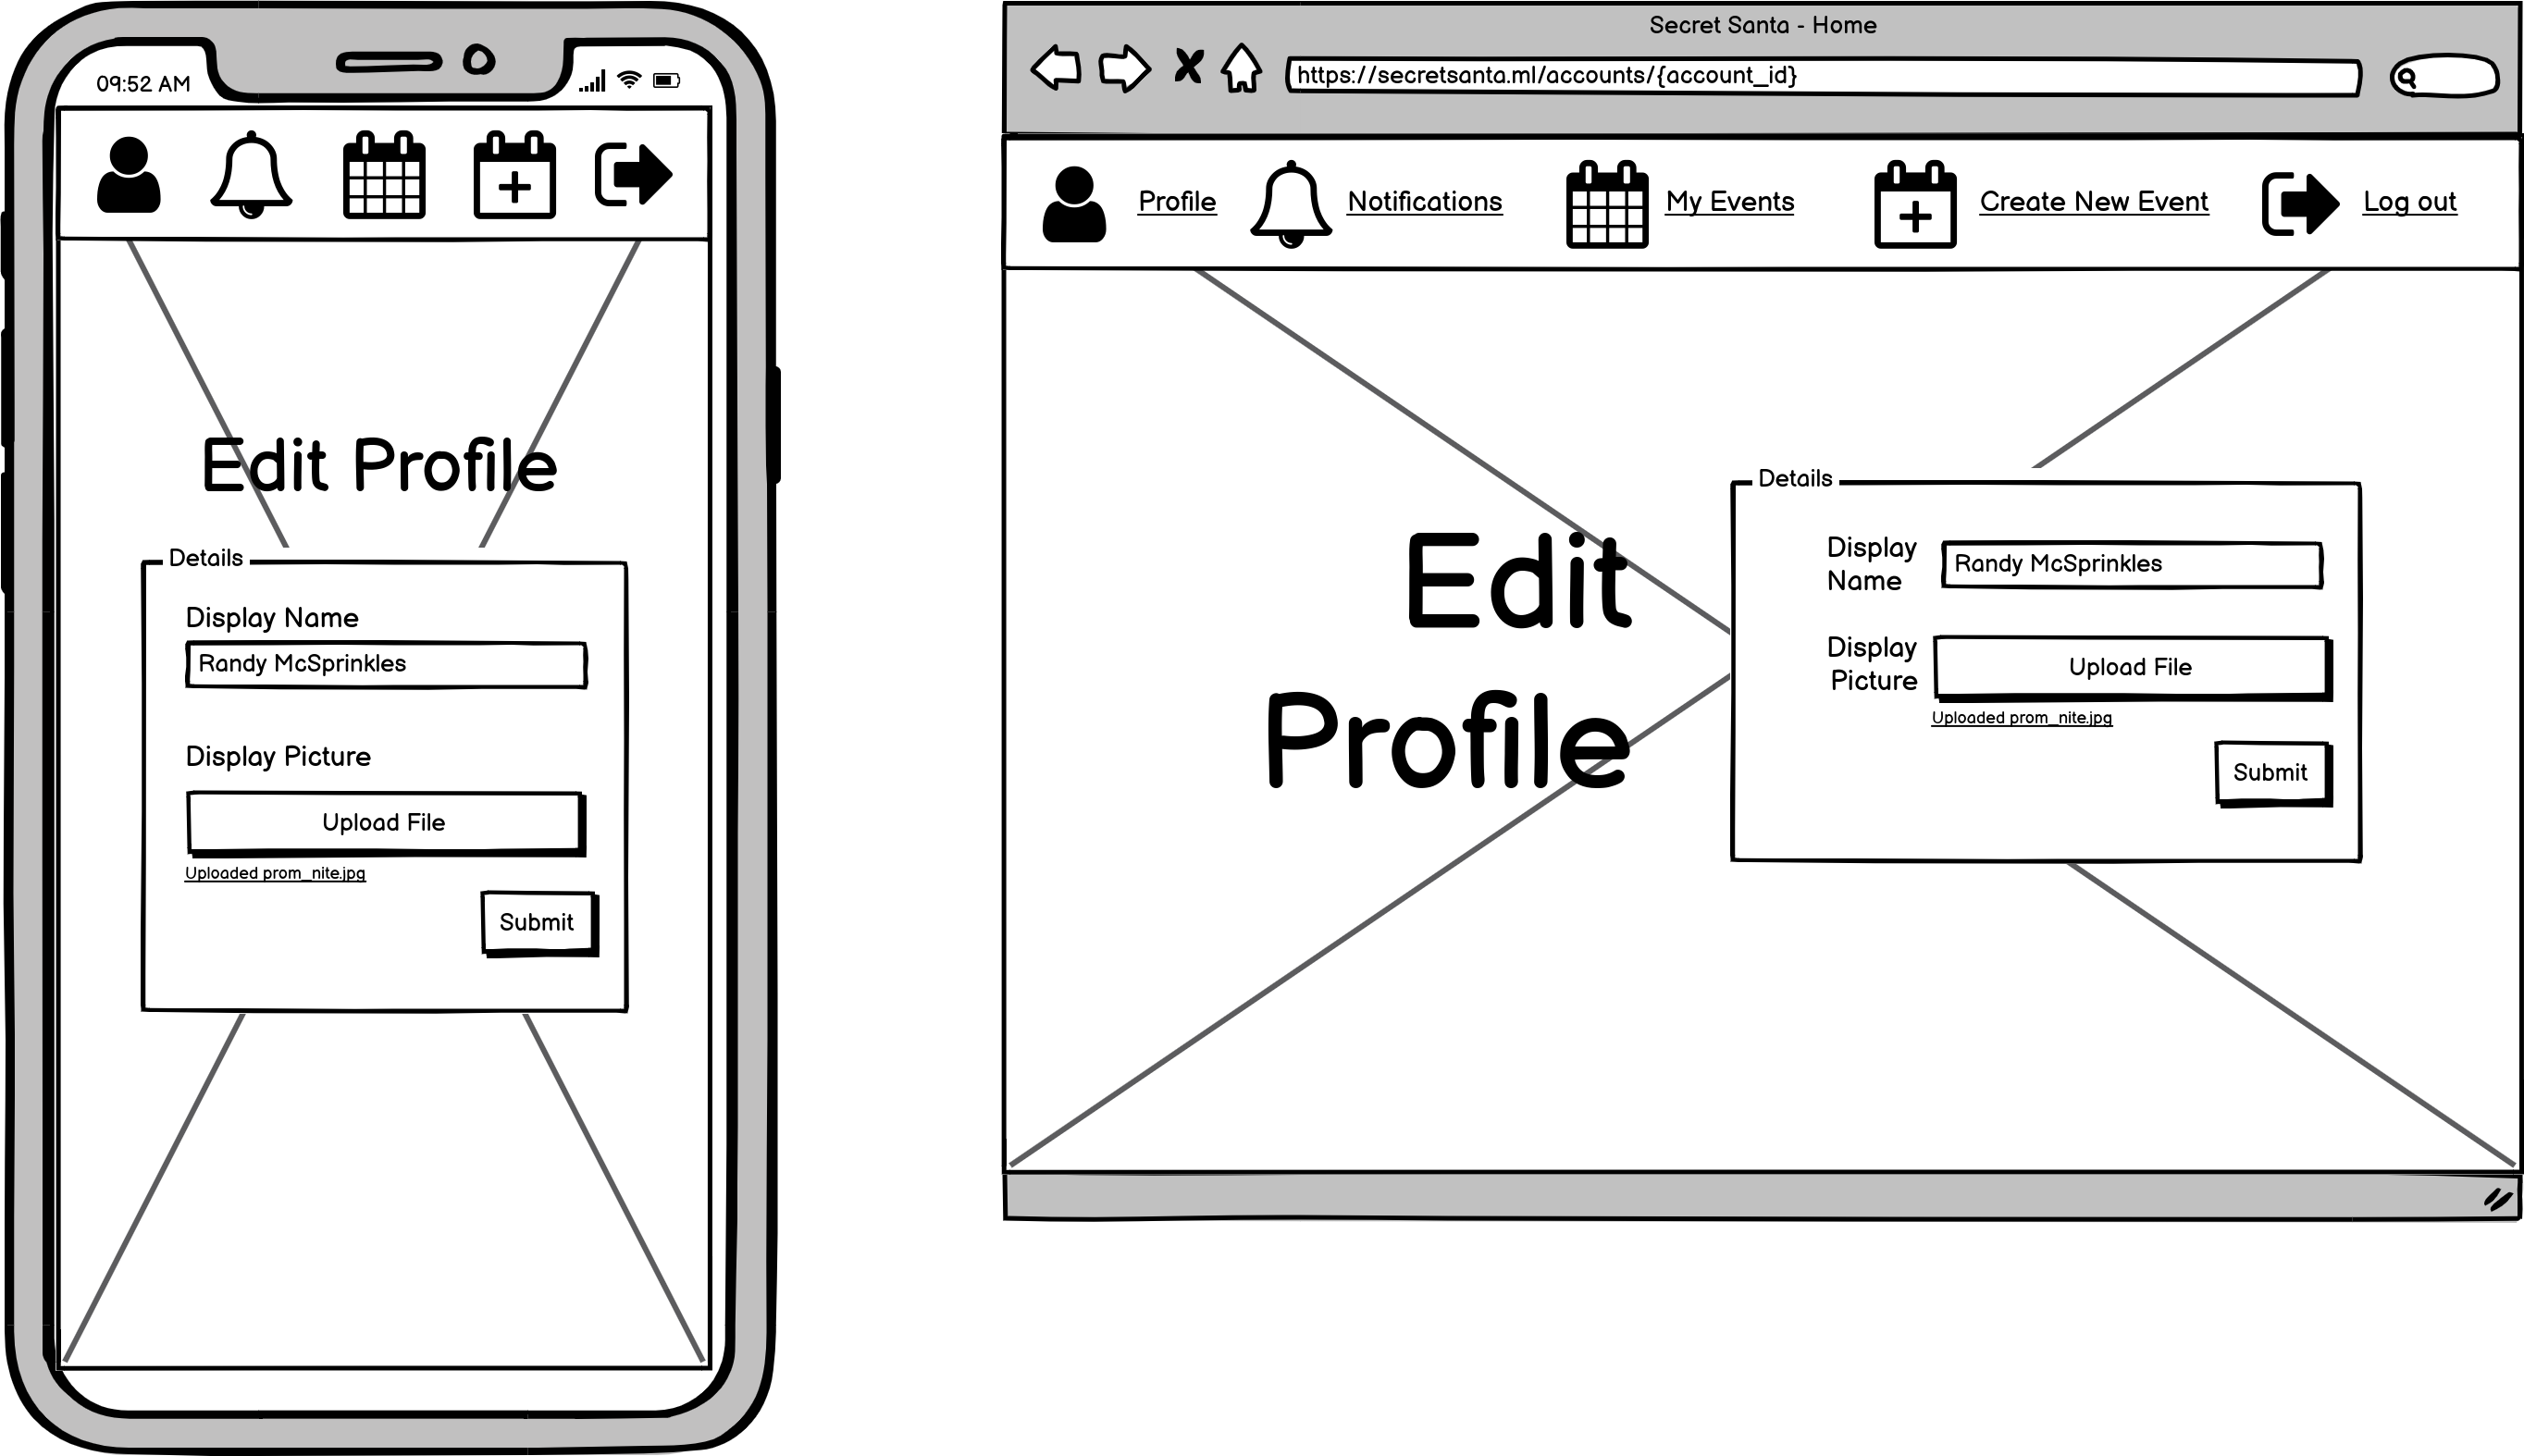 09:52 AM
Edit Profile
Details
Display Name
Randy McSprinkles
Display Picture
Upload File
Uploaded prom_nite.jpg
Submit
Secret Santa - Home
https://secretsanta.ml/accounts/{account_id}
Profile
Notifications
My Events
Create New Event
Log out
Edit
Profile
Details
Display
Name
Randy McSprinkles
Display
Picture
Upload File
Uploaded prom_nite.jpg
Submit